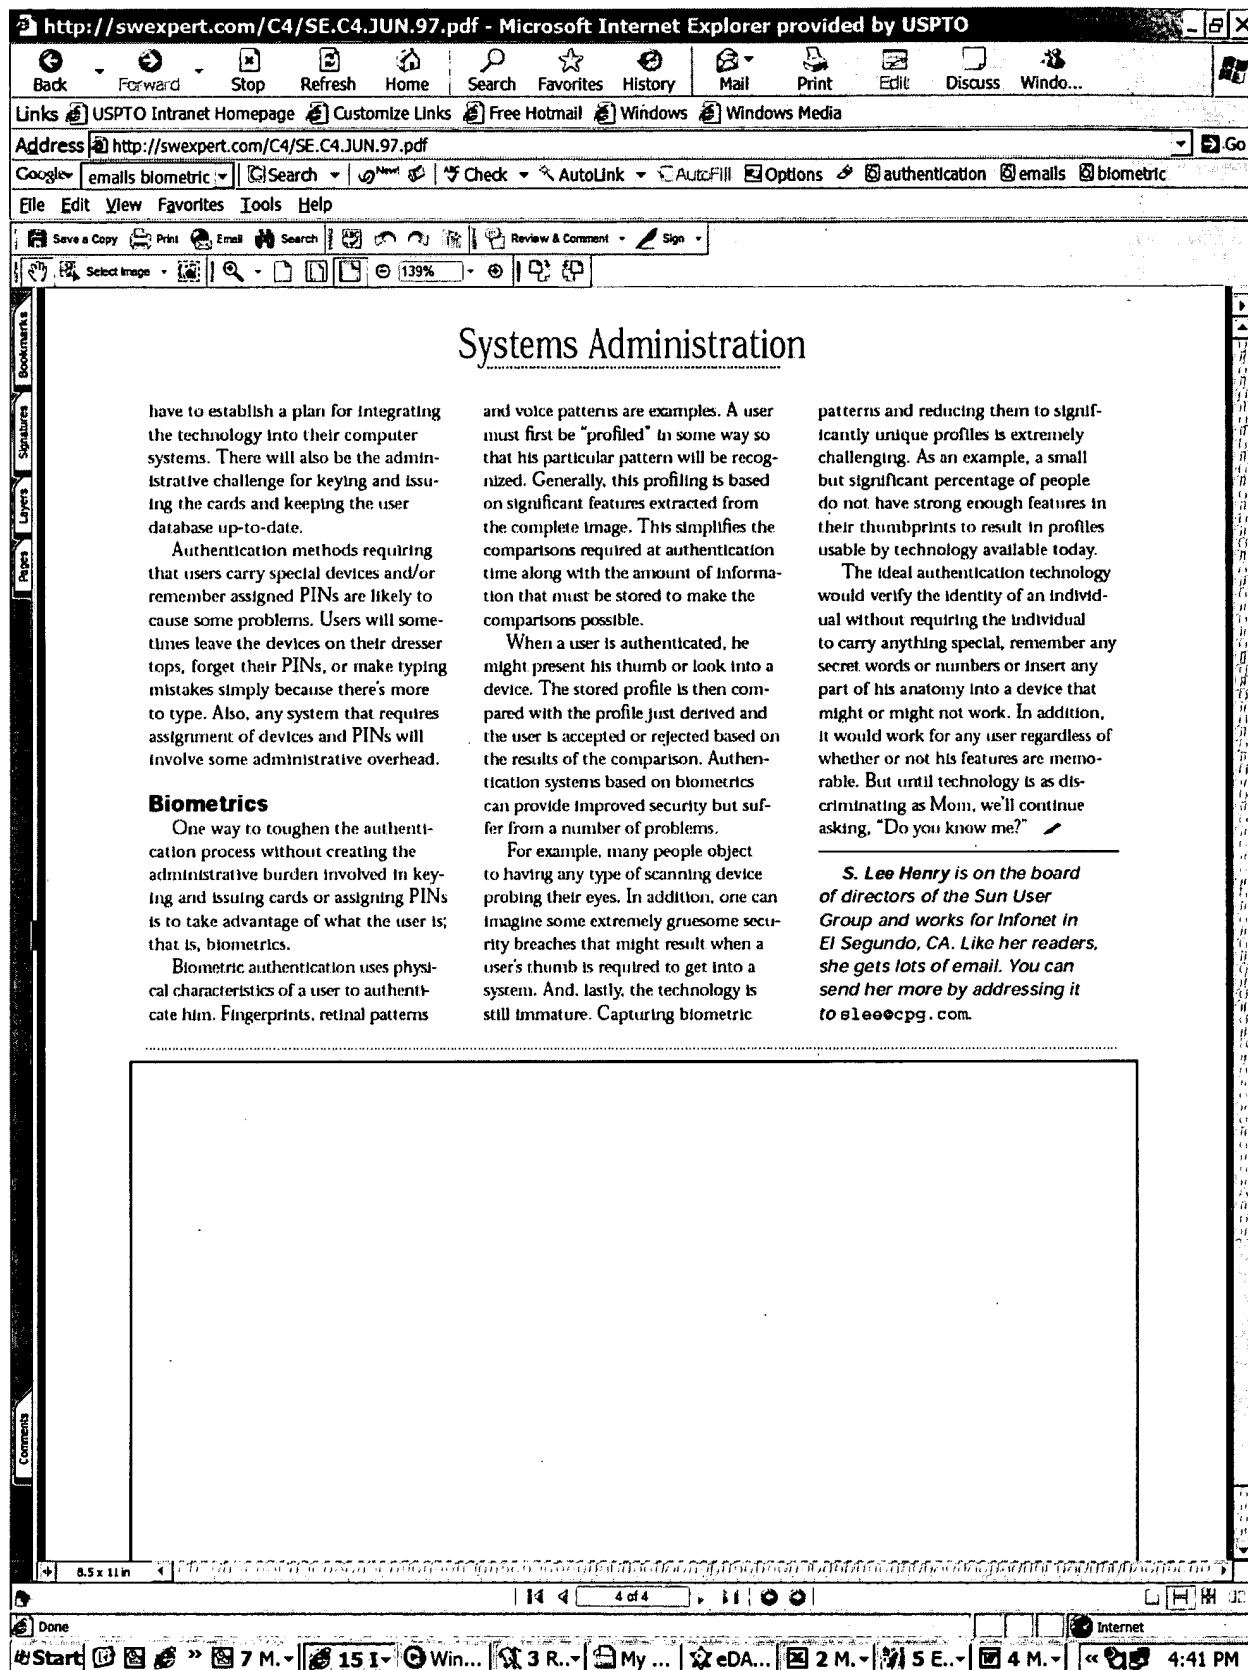 http://swexpert.com/C4/SE.C4.JUN.97.pdf - Microsoft Internet Explorer provided by USPTO
Back Forward Stop Refresh Home Search Favorites History Mail Print Edit Discuss Windo...
Links USPTO Intranet Homepage Customize Links Free Hotmail Windows Windows Media
Address http://swexpert.com/C4/SE.C4.JUN.97.pdf Go
Google emails biometric Search New! Check AutoLink AutoFill Options authentication emails biometric
File Edit View Favorites Tools Help
Save a Copy Print Email Search Review & Comment Sign
Select Image 139%
Bookmarks
Signatures
Layers
Pages
Comments
Systems Administration
have to establish a plan for integrating
the technology into their computer
systems. There will also be the admin-
istrative challenge for keying and issu-
ing the cards and keeping the user
database up-to-date.
Authentication methods requiring
that users carry special devices and/or
remember assigned PINs are likely to
cause some problems. Users will some-
times leave the devices on their dresser
tops, forget their PINs, or make typing
mistakes simply because there's more
to type. Also, any system that requires
assignment of devices and PINs will
involve some administrative overhead.
Biometrics
One way to toughen the authenti-
cation process without creating the
administrative burden involved in key-
ing and issuing cards or assigning PINs
is to take advantage of what the user is;
that is, biometrics.
Biometric authentication uses physi-
cal characteristics of a user to authenti-
cate him. Fingerprints, retinal patterns
and voice patterns are examples. A user
must first be "profiled" in some way so
that his particular pattern will be recog-
nized. Generally, this profiling is based
on significant features extracted from
the complete image. This simplifies the
comparisons required at authentication
time along with the amount of informa-
tion that must be stored to make the
comparisons possible.
When a user is authenticated, he
might present his thumb or look into a
device. The stored profile is then com-
pared with the profile just derived and
the user is accepted or rejected based on
the results of the comparison. Authen-
tication systems based on biometrics
can provide improved security but suf-
fer from a number of problems.
For example, many people object
to having any type of scanning device
probing their eyes. In addition, one can
imagine some extremely gruesome secu-
rity breaches that might result when a
user's thumb is required to get into a
system. And, lastly, the technology is
still immature. Capturing biometric
patterns and reducing them to signif-
icantly unique profiles is extremely
challenging. As an example, a small
but significant percentage of people
do not have strong enough features in
their thumbprints to result in profiles
usable by technology available today.
The ideal authentication technology
would verify the identity of an individ-
ual without requiring the individual
to carry anything special, remember any
secret words or numbers or insert any
part of his anatomy into a device that
might or might not work. In addition,
it would work for any user regardless of
whether or not his features are memo-
rable. But until technology is as dis-
criminating as Mom, we'll continue
asking, "Do you know me?"
S. Lee Henry is on the board
of directors of the Sun User
Group and works for Infonet in
El Segundo, CA. Like her readers,
she gets lots of email. You can
send her more by addressing it
to slee@cpg.com.
8.5 x 11 in
4 of 4
Done Internet
Start » 7 M... 15 I Win... 3 R... My ... eDA... 2 M... 5 E... 4 M... « 4:41 PM